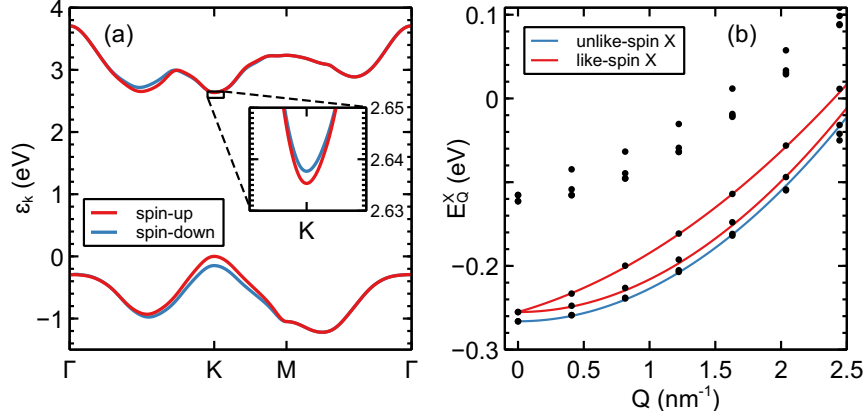 (a)
ε_k (eV)
4
3
2
1
0
−1
Γ
K
M
Γ
spin-up
spin-down
2.65
2.64
2.63
K
(b)
E^X_Q (eV)
0.1
0
−0.2
−0.3
0
0.5
1
1.5
2
2.5
Q (nm⁻¹)
unlike-spin X
like-spin X